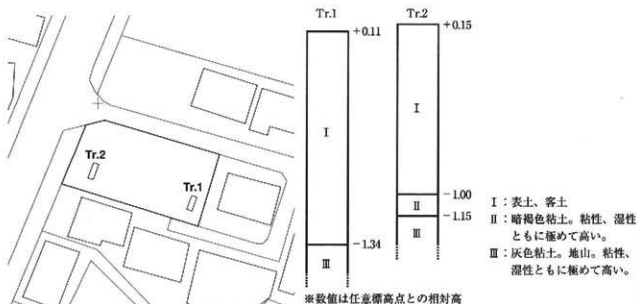 Tr.1
Tr.2
+0.11
+0.15
I
I
-1.00
II
-1.15
-1.34
III
III
Tr.2
Tr.1
I：表土、客土
II：暗褐色粘土。粘性、湿性
ともに極めて高い。
III：灰色粘土。地山。粘性、
湿性ともに極めて高い。
※数値は任意標高点との相対高